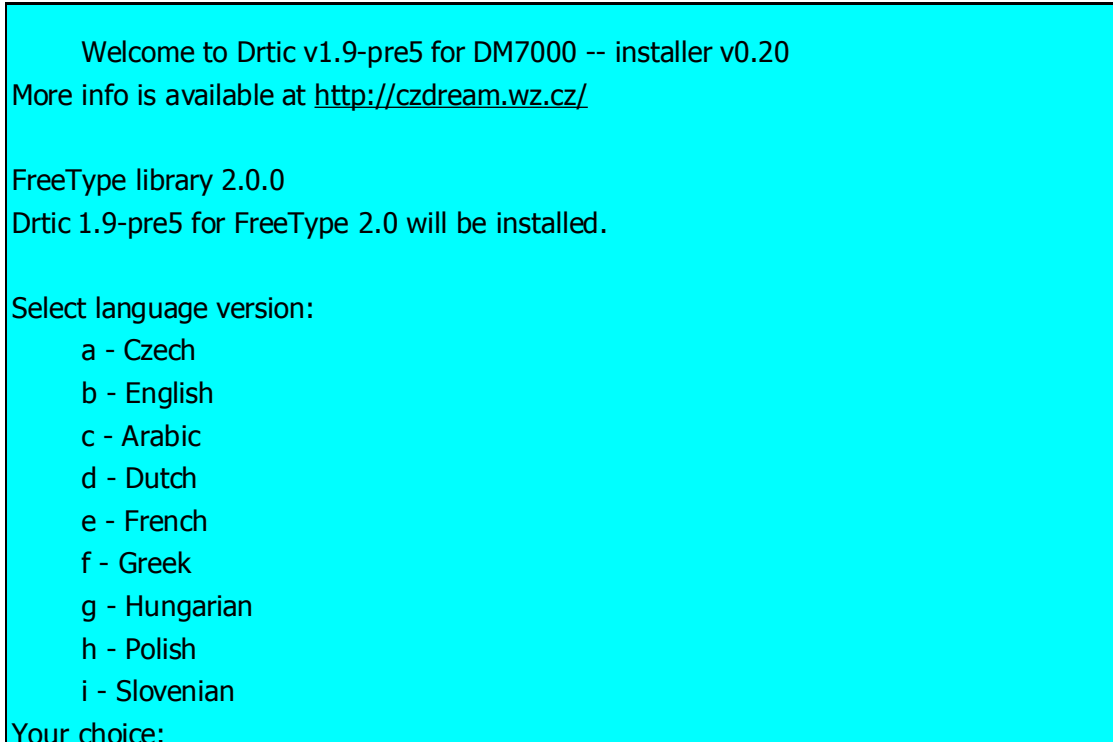 Welcome to Drtic v1.9-pre5 for DM7000 -- installer v0.20
More info is available at http://czdream.wz.cz/
FreeType library 2.0.0
Drtic 1.9-pre5 for FreeType 2.0 will be installed.
Select language version:
a - Czech
b - English
c - Arabic
d - Dutch
e - French
f - Greek
g - Hungarian
h - Polish
i - Slovenian
Your choice: